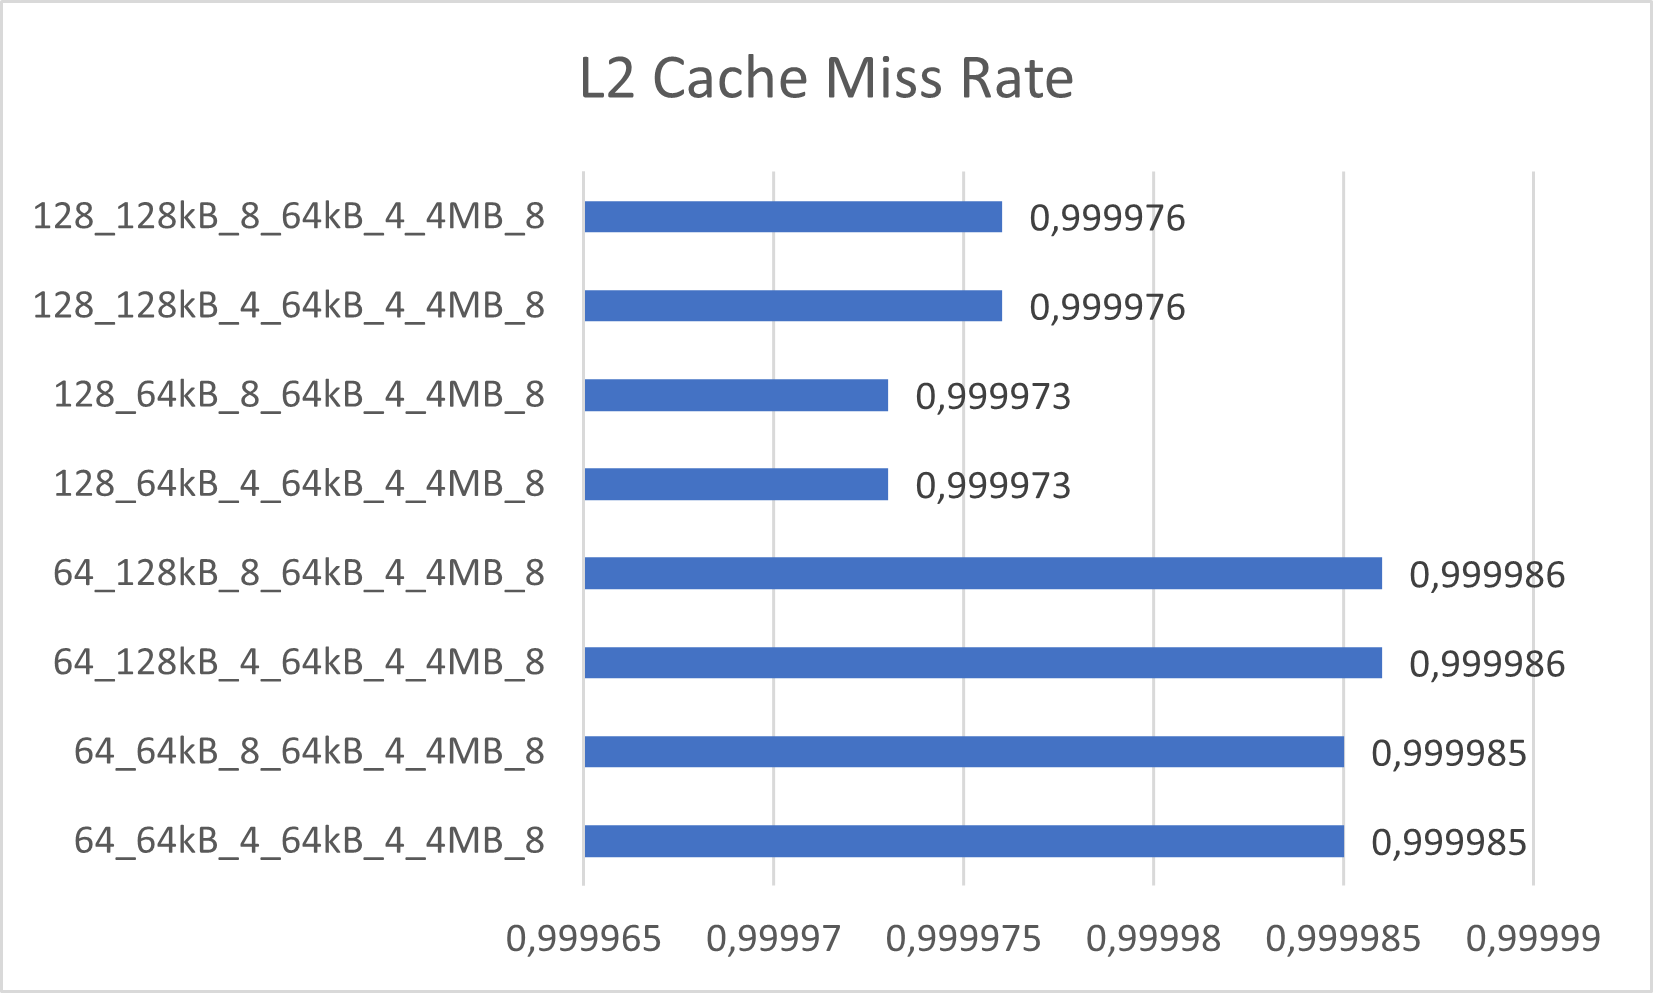 L2 Cache Miss Rate
128_128kB_8_64kB_4_4MB_8 0,999976
128_128kB_4_64kB_4_4MB_8 0,999976
128_64kB_8_64kB_4_4MB_8 0,999973
128_64kB_4_64kB_4_4MB_8 0,999973
64_128kB_8_64kB_4_4MB_8 0,999986
64_128kB_4_64kB_4_4MB_8 0,999986
64_64kB_8_64kB_4_4MB_8 0,999985
64_64kB_4_64kB_4_4MB_8 0,999985
0,999965 0,99997 0,999975 0,99998 0,999985 0,99999